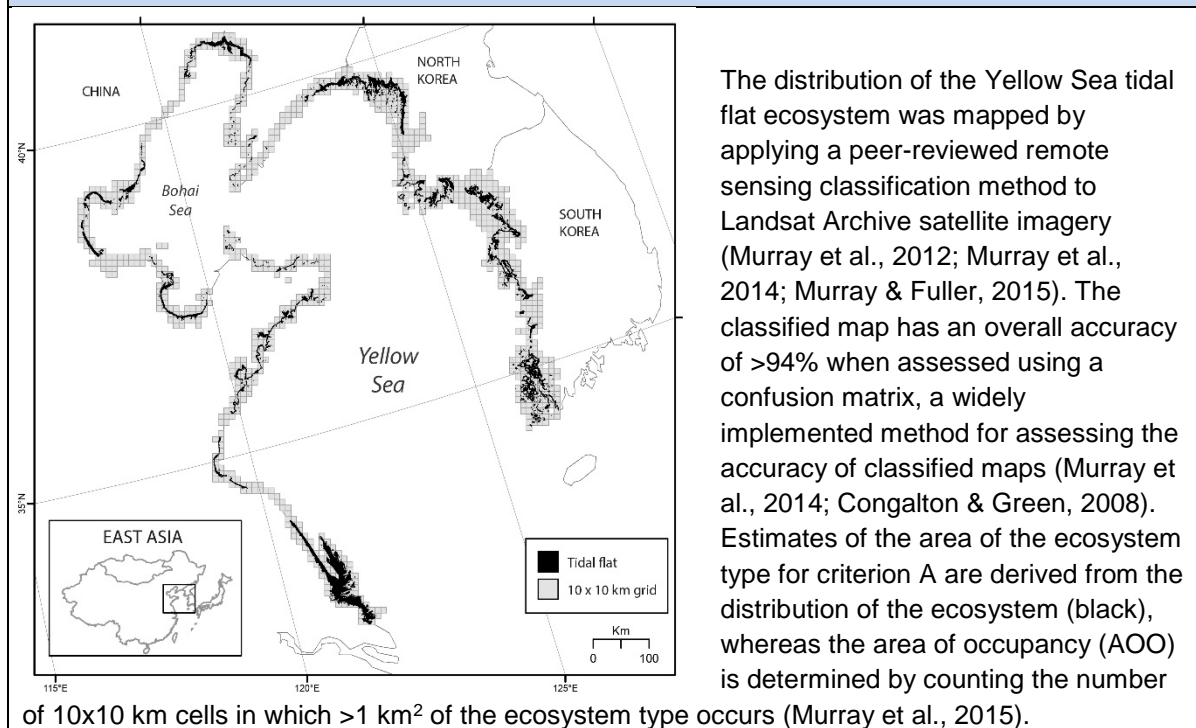 CHINA
NORTH
KOREA
40°N
Bohai
Sea
SOUTH
KOREA
Yellow
Sea
35°N
EAST ASIA
Tidal flat
10 x 10 km grid
Km
0 100
115°E 120°E 125°E
The distribution of the Yellow Sea tidal
flat ecosystem was mapped by
applying a peer-reviewed remote
sensing classification method to
Landsat Archive satellite imagery
(Murray et al., 2012; Murray et al.,
2014; Murray & Fuller, 2015). The
classified map has an overall accuracy
of >94% when assessed using a
confusion matrix, a widely
implemented method for assessing the
accuracy of classified maps (Murray et
al., 2014; Congalton & Green, 2008).
Estimates of the area of the ecosystem
type for criterion A are derived from the
distribution of the ecosystem (black),
whereas the area of occupancy (AOO)
is determined by counting the number
of 10x10 km cells in which >1 km² of the ecosystem type occurs (Murray et al., 2015).